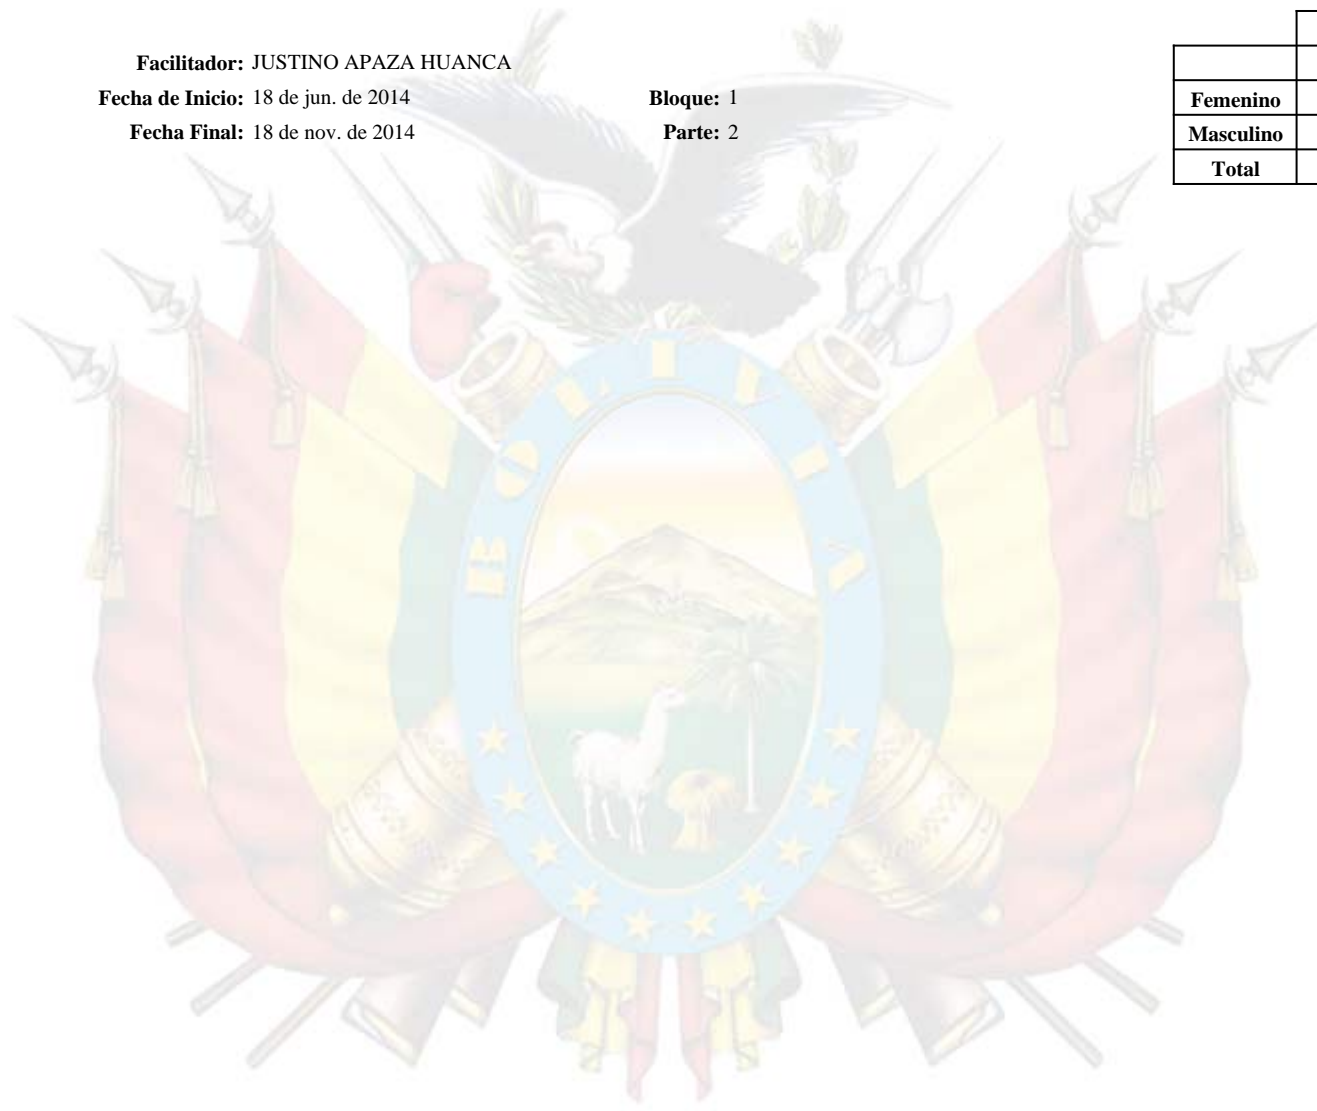 Facilitador: JUSTINO APAZA HUANCA
Fecha de Inicio: 18 de jun. de 2014 Bloque: 1
Fecha Final: 18 de nov. de 2014 Parte: 2
Femenino
Masculino
Total
BOLIVIA